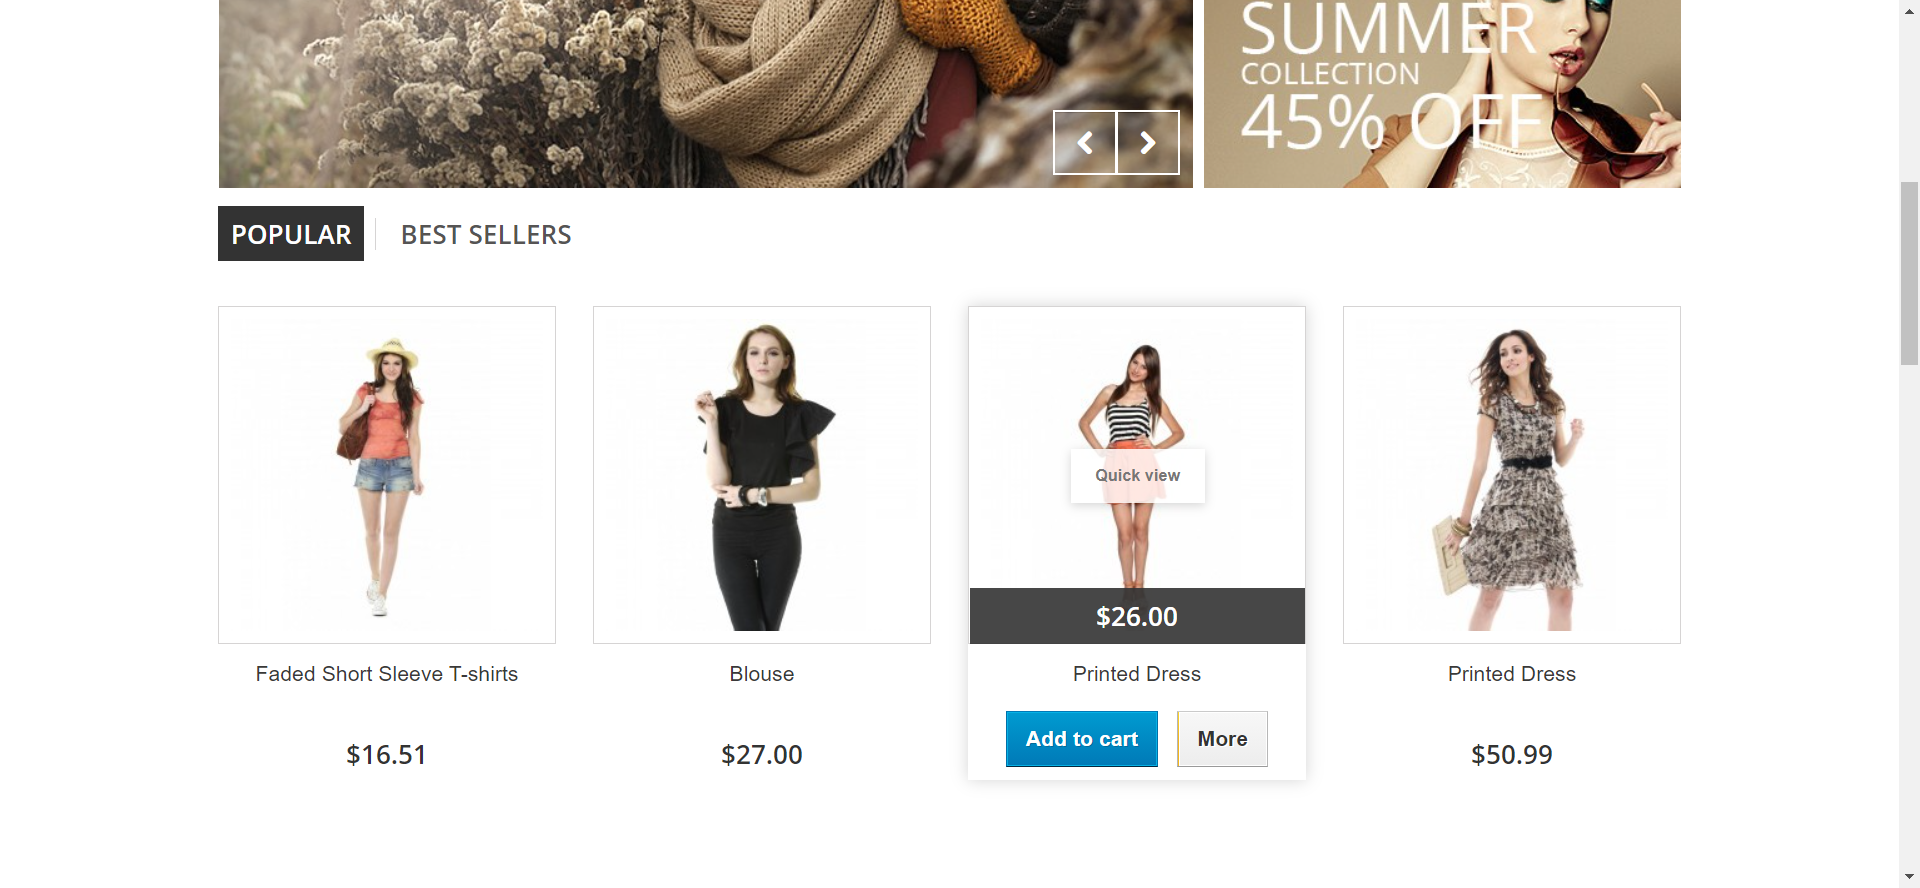 SUMMER
COLLECTION
45% OFF
POPULAR
BEST SELLERS
Quick view
$26.00
Faded Short Sleeve T-shirts
Blouse
Printed Dress
Printed Dress
Add to cart
More
$16.51
$27.00
$50.99